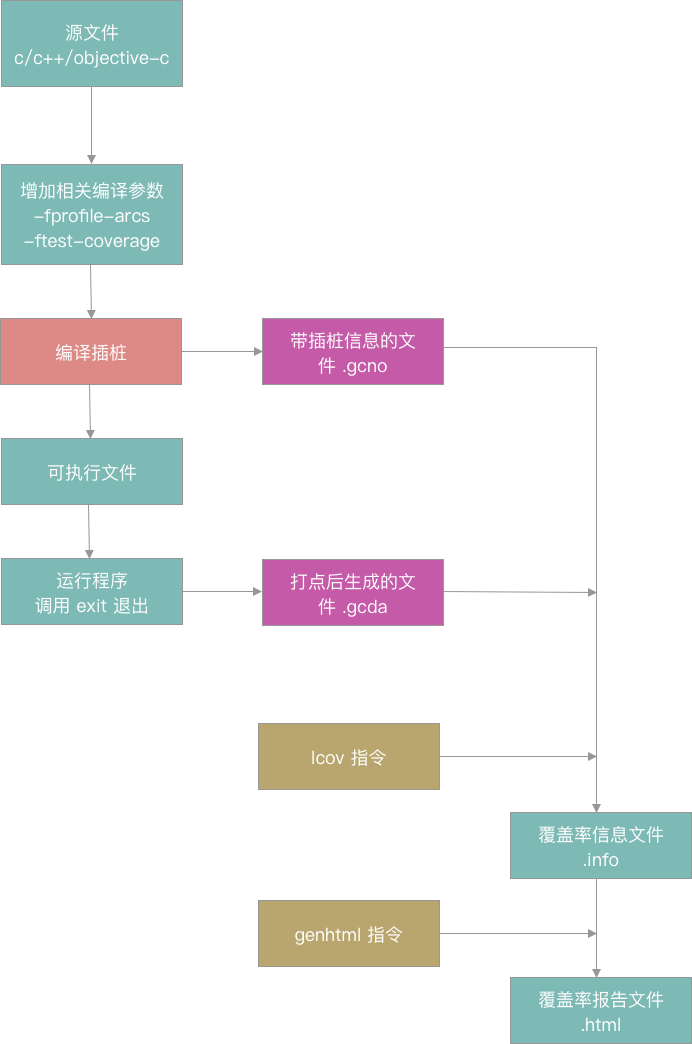 源文件
c/c++/objective-c
增加相关编译参数
-fprofile-arcs
-ftest-coverage
编译插桩
带插桩信息的文
件 .gcno
可执行文件
运行程序
调用 exit 退出
打点后生成的文
件 .gcda
lcov 指令
覆盖率信息文件
.info
genhtml 指令
覆盖率报告文件
.html